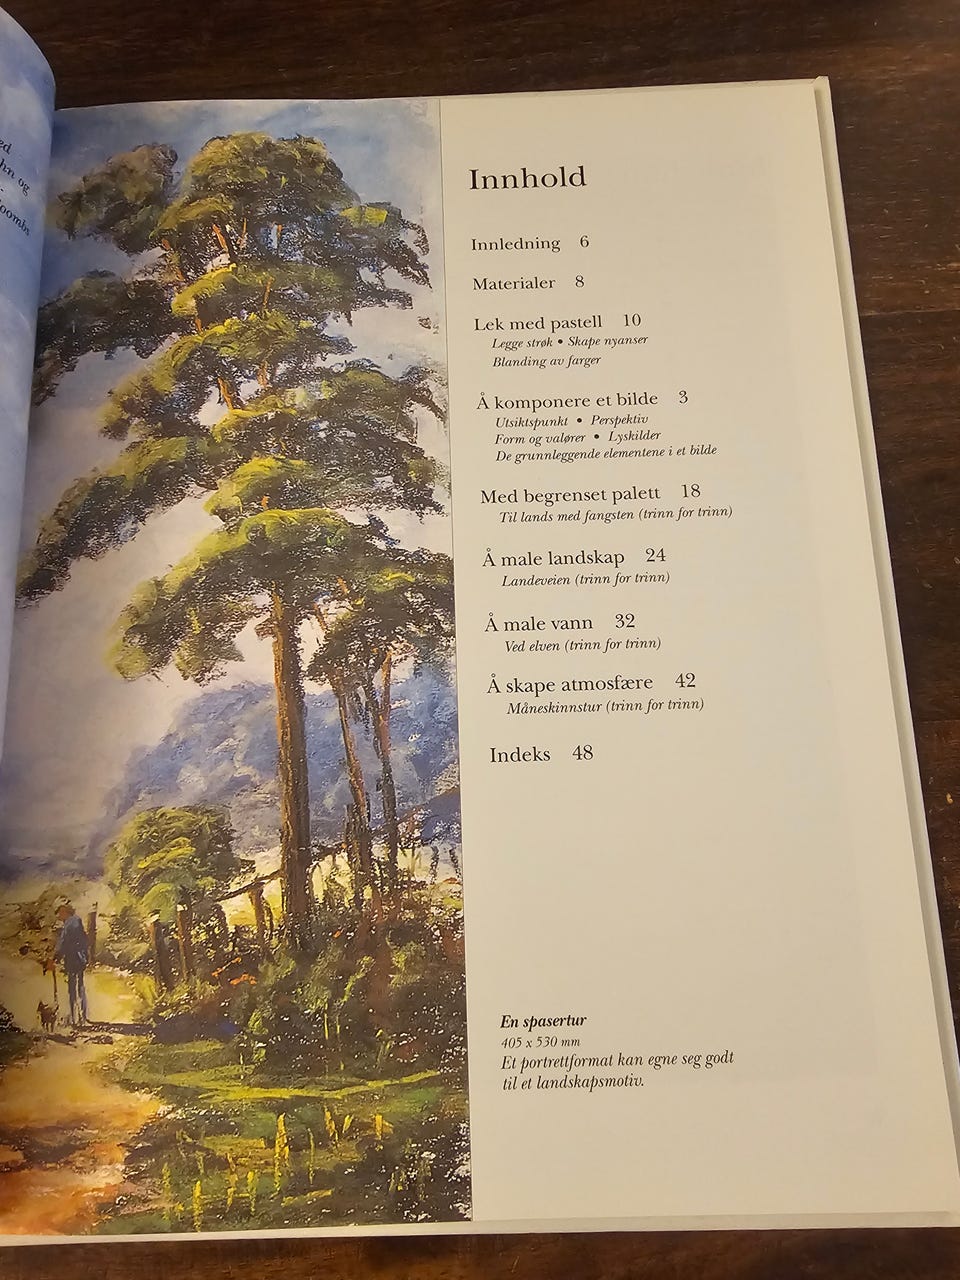 og
Innhold
Innledning 6
Materialer 8
Lek med pastell 10
Legge strøk • Skape nyanser
Blanding av farger
Å komponere et bilde 3
Utsiktspunkt • Perspektiv
Form og valører • Lyskilder
De grunnleggende elementene i et bilde
Med begrenset palett 18
Til lands med fangsten (trinn for trinn)
Å male landskap 24
Landeveien (trinn for trinn)
Å male vann 32
Ved elven (trinn for trinn)
Å skape atmosfære 42
Måneskinnstur (trinn for trinn)
Indeks 48
En spasertur
405 x 530 mm
Et portrettformat kan egne seg godt
til et landskapsmotiv.